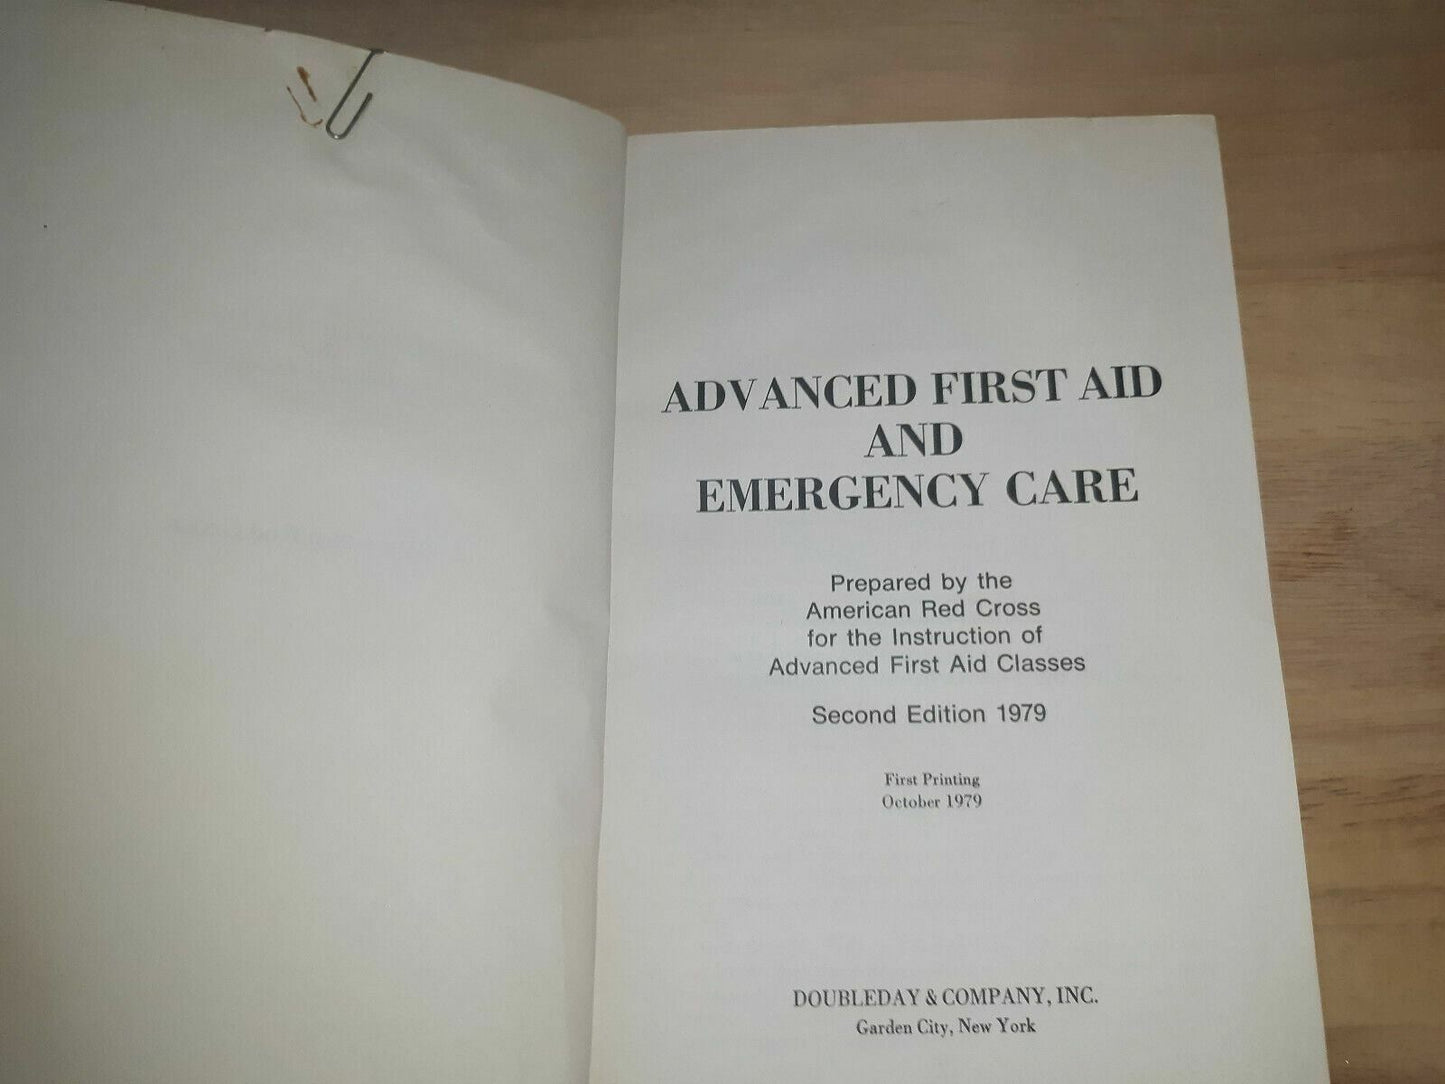 ADVANCED FIRST AID
AND
EMERGENCY CARE
Prepared by the
American Red Cross
for the Instruction of
Advanced First Aid Classes
Second Edition 1979
First Printing
October 1979
DOUBLEDAY & COMPANY, INC.
Garden City, New York